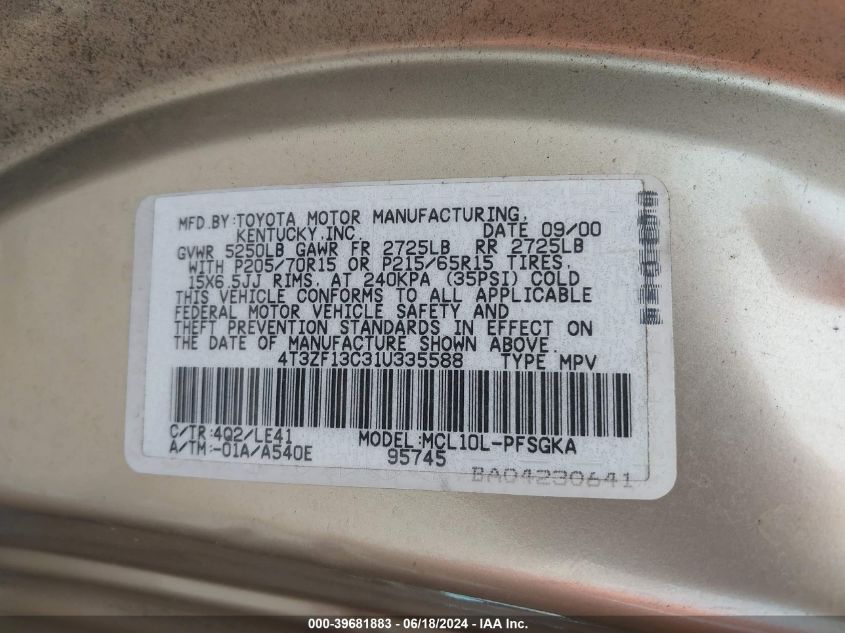 MFD.BY:TOYOTA MOTOR MANUFACTURING,
KENTUCKY,INC. DATE 09/00
GVWR 5250LB GAWR FR 2725LB RR 2725LB
WITH P205/70R15 OR P215/65R15 TIRES,
15X6.5JJ RIMS, AT 240KPA (35PSI) COLD
THIS VEHICLE CONFORMS TO ALL APPLICABLE
FEDERAL MOTOR VEHICLE SAFETY AND
THEFT PREVENTION STANDARDS IN EFFECT ON
THE DATE OF MANUFACTURE SHOWN ABOVE.
4T3ZF13C31U335588 TYPE MPV
C/TR:4Q2/LE41 MODEL:MCL10L-PFSGKA
A/TM:-01A/A540E 95745
BA04230641
000-39681883 / 06/18/2024 - IAA Inc.